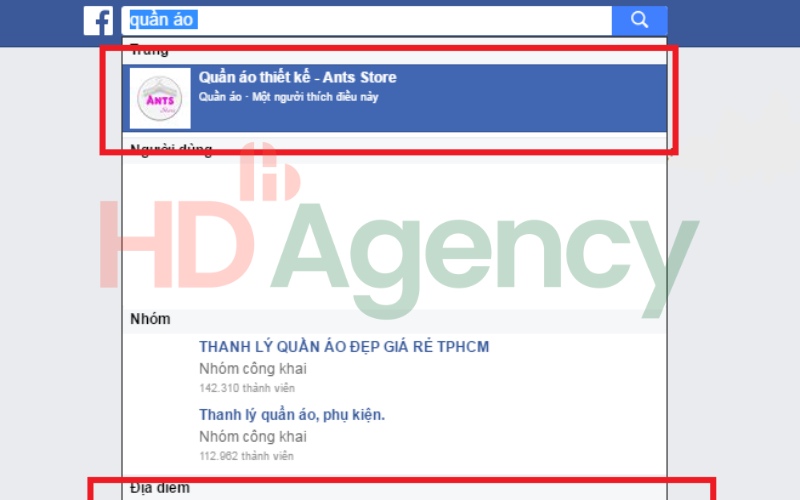 f
quần áo
Trang
ANTS
Store
Quần áo thiết kế - Ants Store
Quần áo · Một người thích điều này
Người dùng
HD Agency
Nhóm
THANH LÝ QUẦN ÁO ĐẸP GIÁ RẺ TPHCM
Nhóm công khai
142.310 thành viên
Thanh lý quần áo, phụ kiện.
Nhóm công khai
112.962 thành viên
Địa điểm